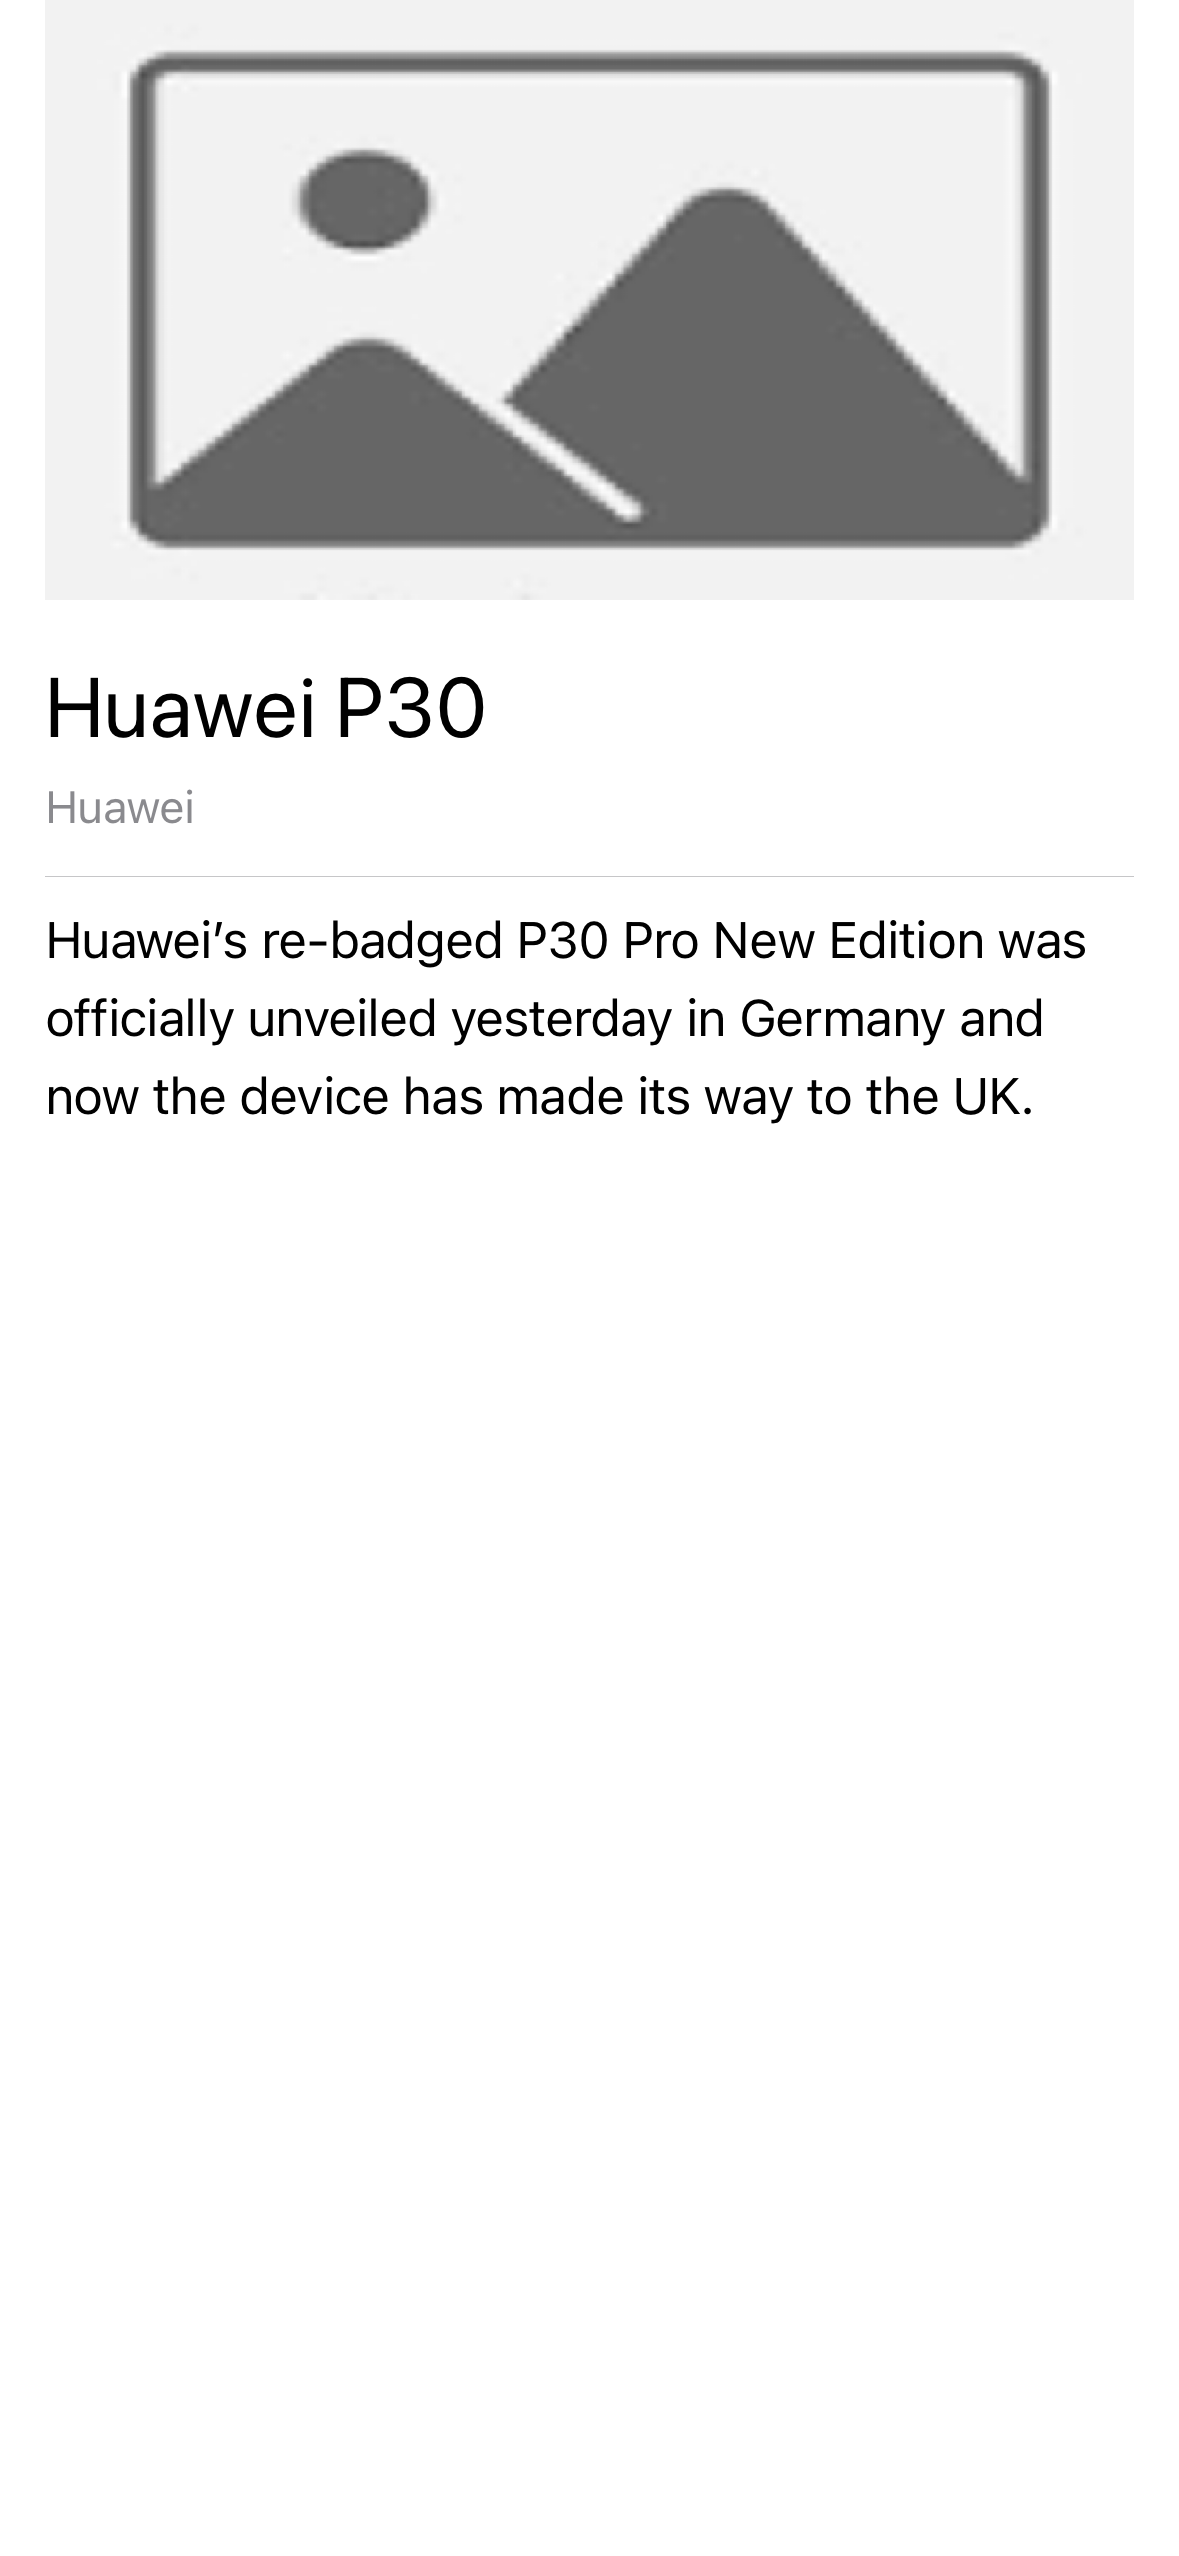 Huawei P30
Huawei
Huawei’s re-badged P30 Pro New Edition was
officially unveiled yesterday in Germany and
now the device has made its way to the UK.